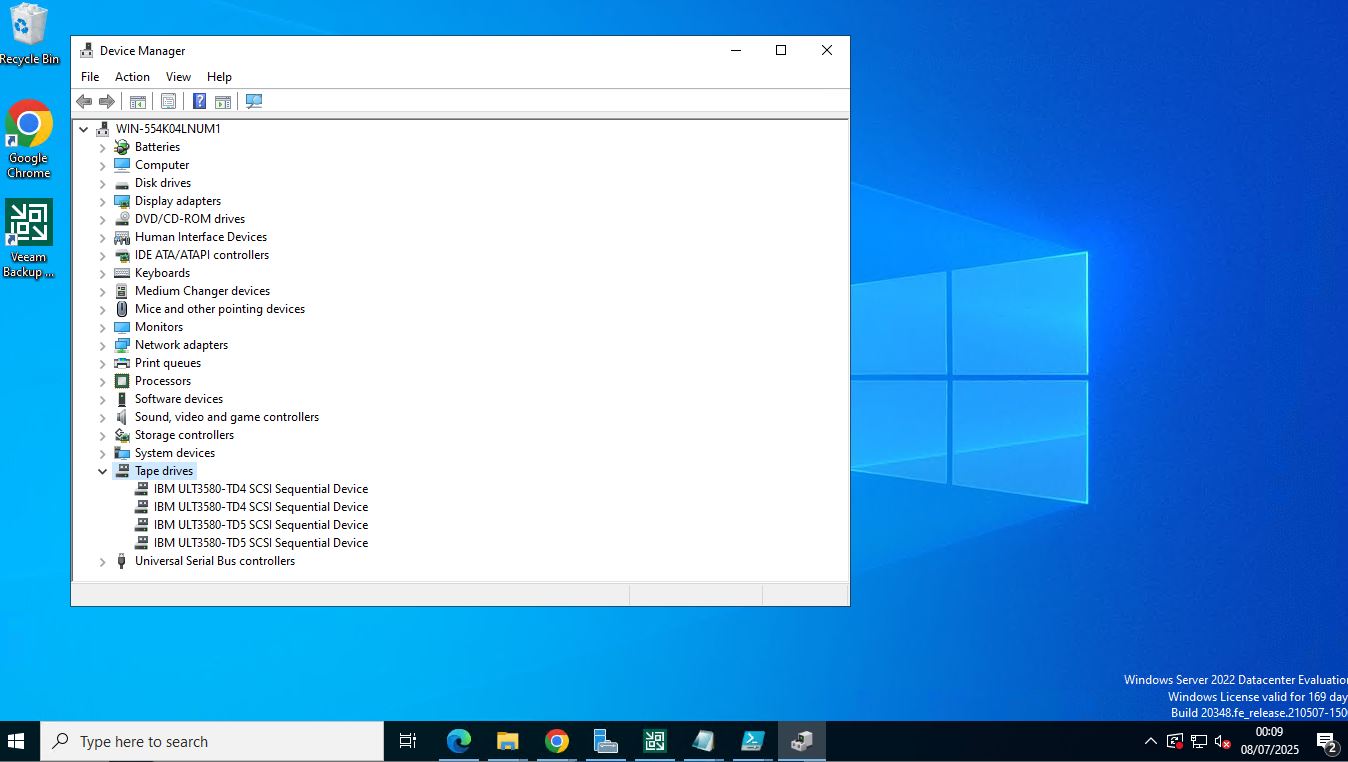 Recycle Bin
Google
Chrome
Veeam
Backup ...
Device Manager
File Action View Help
WIN-554K04LNUM1
Batteries
Computer
Disk drives
Display adapters
DVD/CD-ROM drives
Human Interface Devices
IDE ATA/ATAPI controllers
Keyboards
Medium Changer devices
Mice and other pointing devices
Monitors
Network adapters
Print queues
Processors
Software devices
Sound, video and game controllers
Storage controllers
System devices
Tape drives
IBM ULT3580-TD4 SCSI Sequential Device
IBM ULT3580-TD4 SCSI Sequential Device
IBM ULT3580-TD5 SCSI Sequential Device
IBM ULT3580-TD5 SCSI Sequential Device
Universal Serial Bus controllers
Windows Server 2022 Datacenter Evaluation
Windows License valid for 169 day
Build 20348.fe_release.210507-150
Type here to search
00:09
08/07/2025
2